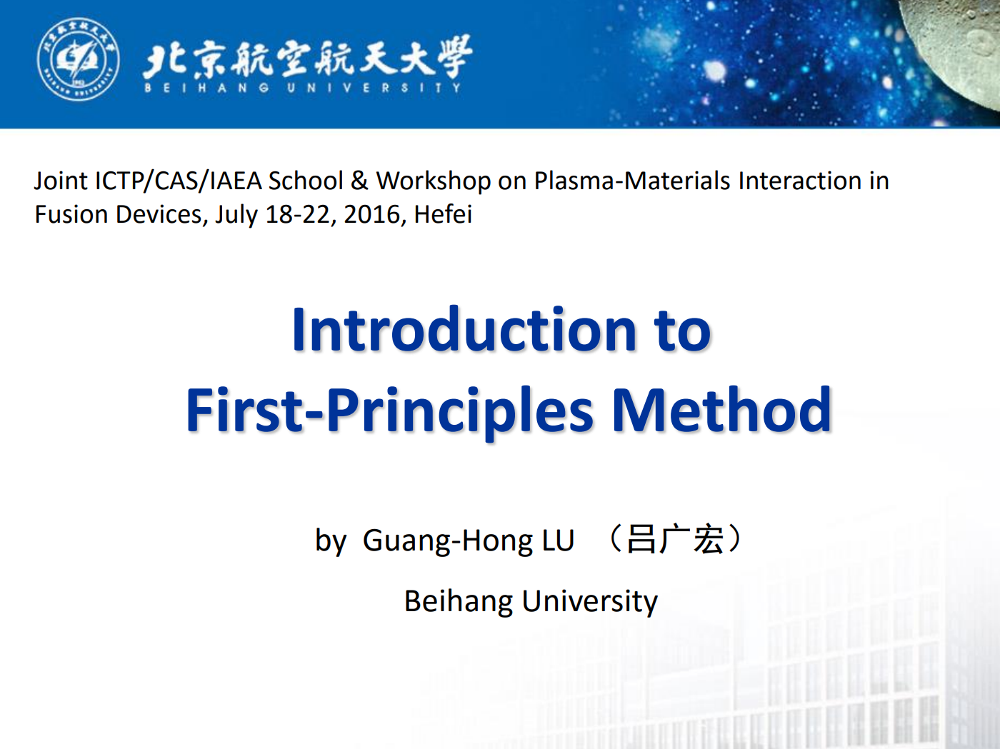 北京航空航天大學
BEIHANG UNIVERSITY
Joint ICTP/CAS/IAEA School & Workshop on Plasma-Materials Interaction in
Fusion Devices, July 18-22, 2016, Hefei
Introduction to
First-Principles Method
by Guang-Hong LU （吕广宏）
Beihang University